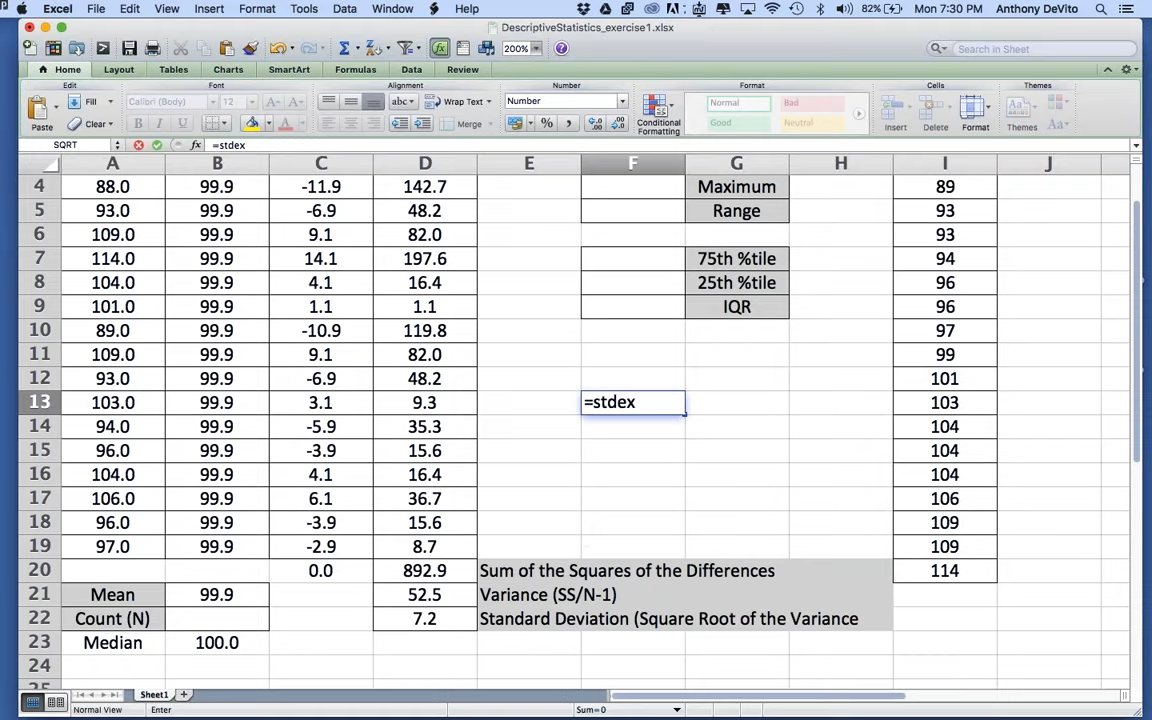 Excel File Edit View Insert Format Tools Data Window Help 82% Mon 7:30 PM Anthony DeVito
DescriptiveStatistics_exercise1.xlsx
200% Search in Sheet
Home Layout Tables Charts SmartArt Formulas Data Review
Edit Font Alignment Number Format Cells Themes
Fill Calibri (Body) 12 abc Wrap Text Number Normal Bad
Paste Clear B I U Merge % Conditional Formatting Good Neutral Insert Delete Format Themes Aa
SQRT fx =stdex
A B C D E F G H I J
4 88.0 99.9 -11.9 142.7 Maximum 89
5 93.0 99.9 -6.9 48.2 Range 93
6 109.0 99.9 9.1 82.0 93
7 114.0 99.9 14.1 197.6 75th %tile 94
8 104.0 99.9 4.1 16.4 25th %tile 96
9 101.0 99.9 1.1 1.1 IQR 96
10 89.0 99.9 -10.9 119.8 97
11 109.0 99.9 9.1 82.0 99
12 93.0 99.9 -6.9 48.2 101
13 103.0 99.9 3.1 9.3 =stdex 103
14 94.0 99.9 -5.9 35.3 104
15 96.0 99.9 -3.9 15.6 104
16 104.0 99.9 4.1 16.4 104
17 106.0 99.9 6.1 36.7 106
18 96.0 99.9 -3.9 15.6 109
19 97.0 99.9 -2.9 8.7 109
20 0.0 892.9 Sum of the Squares of the Differences 114
21 Mean 99.9 52.5 Variance (SS/N-1)
22 Count (N) 7.2 Standard Deviation (Square Root of the Variance
23 Median 100.0
24
25
Sheet1
Normal View Enter Sum=0